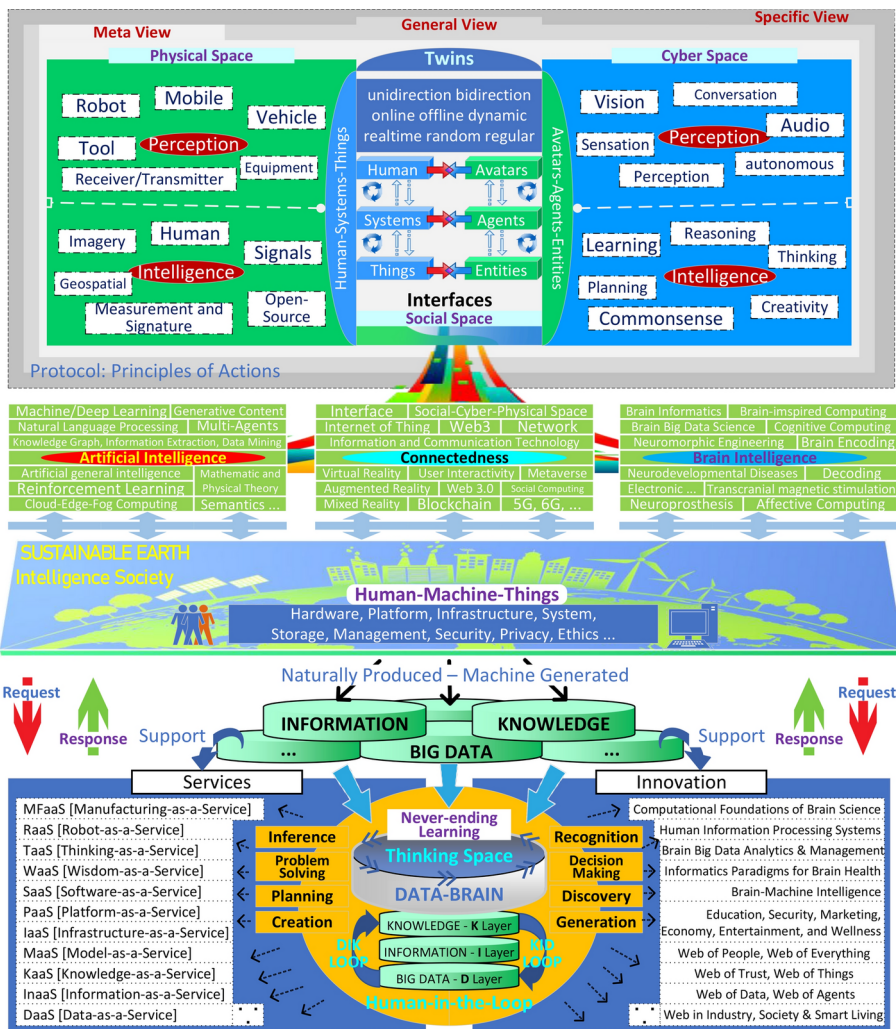 Meta View
General View
Specific View
Physical Space
Twins
Cyber Space
Robot
Mobile
Vehicle
Tool
Perception
Receiver/Transmitter
Equipment
Imagery
Human
Signals
Geospatial
Intelligence
Measurement and
Signature
Open-
Source
Human-Systems-Things
unidirection bidirection
online offline dynamic
realtime random regular
Human
Avatars
Systems
Agents
Things
Entities
Interfaces
Social Space
Avatars-Agents-Entities
Vision
Conversation
Audio
Sensation
Perception
autonomous
Perception
Learning
Reasoning
Thinking
Planning
Intelligence
Creativity
Commonsense
Protocol: Principles of Actions
Machine/Deep Learning
Generative Content
Natural Language Processing
Multi-Agents
Knowledge Graph, Information Extraction, Data Mining
Artificial Intelligence
Artificial general intelligence
Mathematic and
Physical Theory
Reinforcement Learning
Cloud-Edge-Fog Computing
Semantics ...
Interface
Social-Cyber-Physical Space
Internet of Thing
Web3
Network
Information and Communication Technology
Connectedness
Virtual Reality
User Interactivity
Metaverse
Augmented Reality
Web 3.0
Social Computing
Mixed Reality
Blockchain
5G, 6G, ...
Brain Informatics
Brain-inspired Computing
Brain Big Data Science
Cognitive Computing
Neuromorphic Engineering
Brain Encoding
Brain Intelligence
Neurodevelopmental Diseases
Decoding
Electronic ...
Transcranial magnetic stimulation
Neuroprosthesis
Affective Computing
SUSTAINABLE EARTH
Intelligence Society
Human-Machine-Things
Hardware, Platform, Infrastructure, System,
Storage, Management, Security, Privacy, Ethics ...
Naturally Produced – Machine Generated
Request
Response
Support
INFORMATION
KNOWLEDGE
...
BIG DATA
...
Support
Response
Request
Services
MFaaS [Manufacturing-as-a-Service]
RaaS [Robot-as-a-Service]
TaaS [Thinking-as-a-Service]
WaaS [Wisdom-as-a-Service]
SaaS [Software-as-a-Service]
PaaS [Platform-as-a-Service]
IaaS [Infrastructure-as-a-Service]
MaaS [Model-as-a-Service]
KaaS [Knowledge-as-a-Service]
InaaS [Information-as-a-Service]
DaaS [Data-as-a-Service]
Inference
Problem
Solving
Planning
Creation
Never-ending
Learning
Thinking Space
DATA-BRAIN
KNOWLEDGE - K Layer
INFORMATION - I Layer
BIG DATA - D Layer
DIK
LOOP
KID
LOOP
Human-in-the-Loop
Recognition
Decision
Making
Discovery
Generation
Innovation
Computational Foundations of Brain Science
Human Information Processing Systems
Brain Big Data Analytics & Management
Informatics Paradigms for Brain Health
Brain-Machine Intelligence
Education, Security, Marketing,
Economy, Entertainment, and Wellness
Web of People, Web of Everything
Web of Trust, Web of Things
Web of Data, Web of Agents
Web in Industry, Society & Smart Living